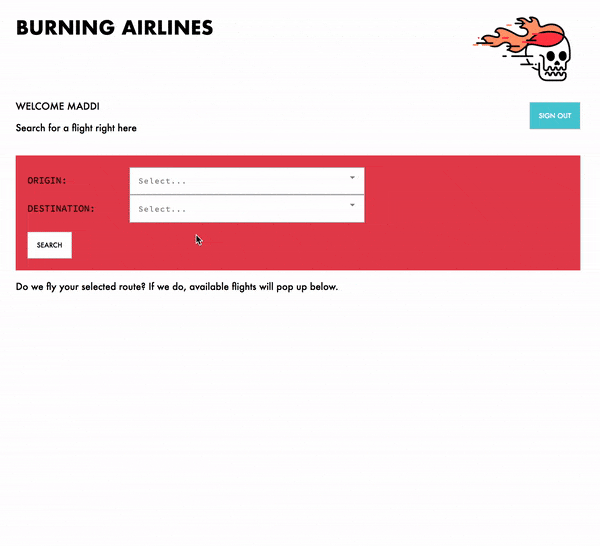 BURNING AIRLINES
WELCOME MADDI
SIGN OUT
Search for a flight right here
ORIGIN:
Select...
DESTINATION:
Select...
SEARCH
Do we fly your selected route? If we do, available flights will pop up below.